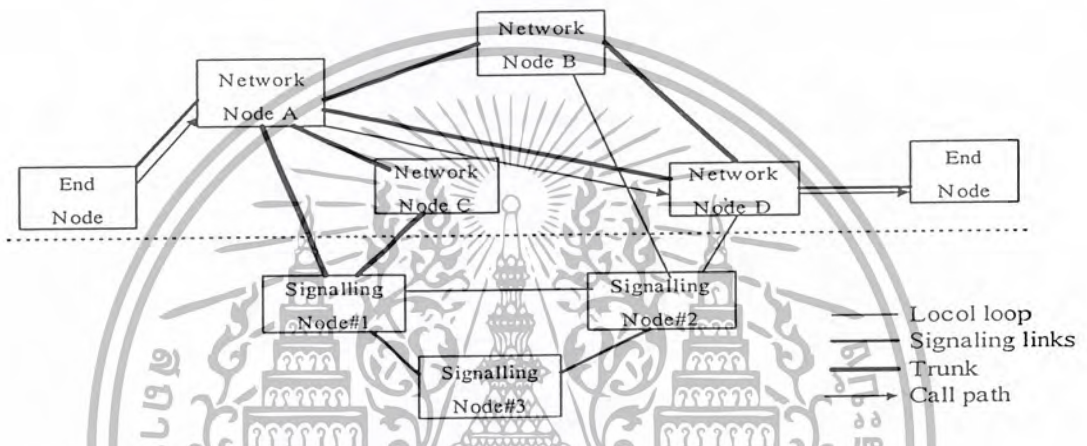 Network
Node B
Network
Node A
Network
Node C
Network
Node D
End
Node
End
Node
Signalling
Node#1
Signalling
Node#2
Signalling
Node#3
Locol loop
Signaling links
Trunk
Call path